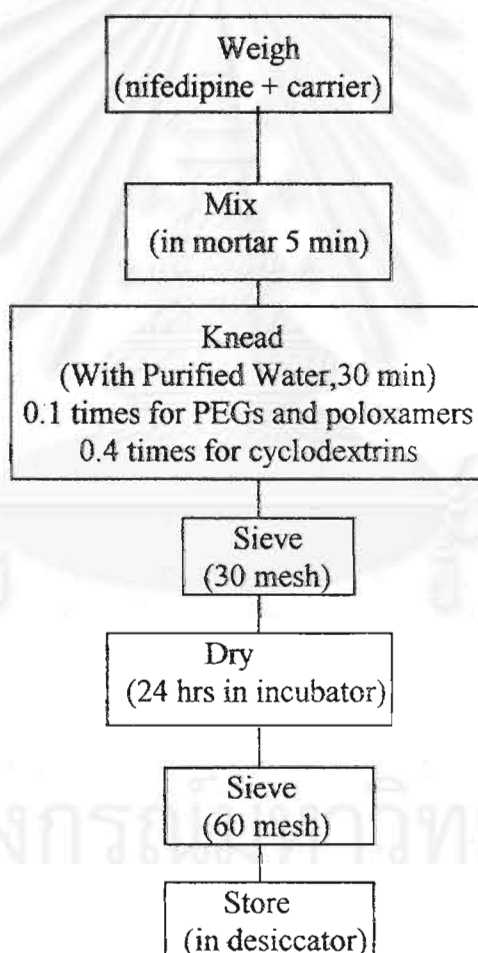 Weigh
(nifedipine + carrier)
Mix
(in mortar 5 min)
Knead
(With Purified Water,30 min)
0.1 times for PEGs and poloxamers
0.4 times for cyclodextrins
Sieve
(30 mesh)
Dry
(24 hrs in incubator)
Sieve
(60 mesh)
Store
(in desiccator)